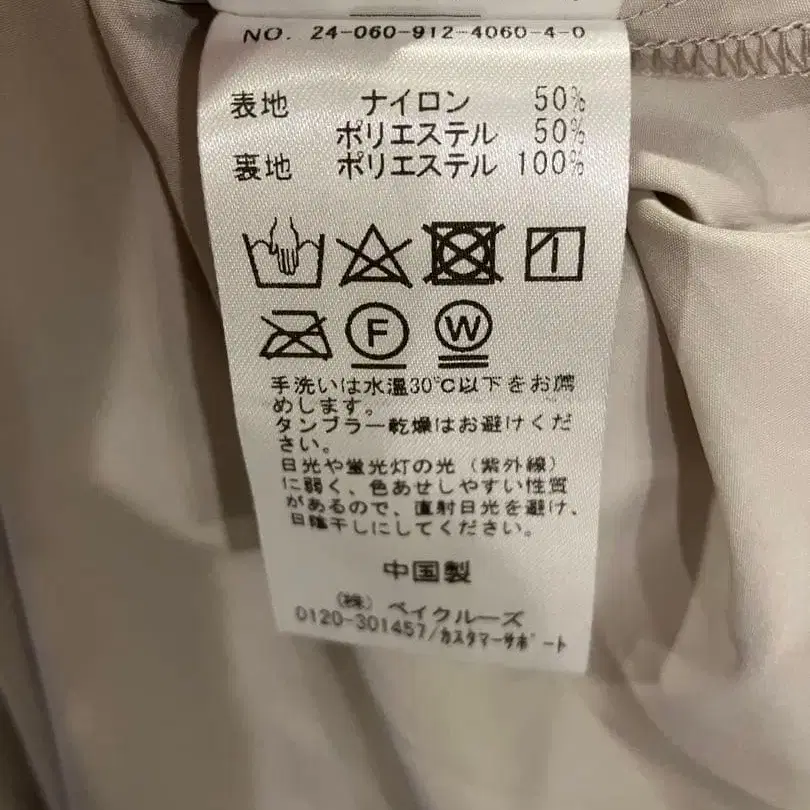 NO. 24-060-912-4060-4-0
表地 ナイロン 50%
ポリエステル 50%
裏地 ポリエステル 100%
F W
手洗いは水温30℃以下をお薦
めします。
タンブラー乾燥はお避けくだ
さい。
日光や蛍光灯の光（紫外線）
に弱く、色あせしやすい性質
があるので、直射日光を避け、
日陰干しにしてください。
中国製
（株）ベイクルーズ
0120-301457/ｶｽﾀﾏｰｻﾎﾟｰﾄ